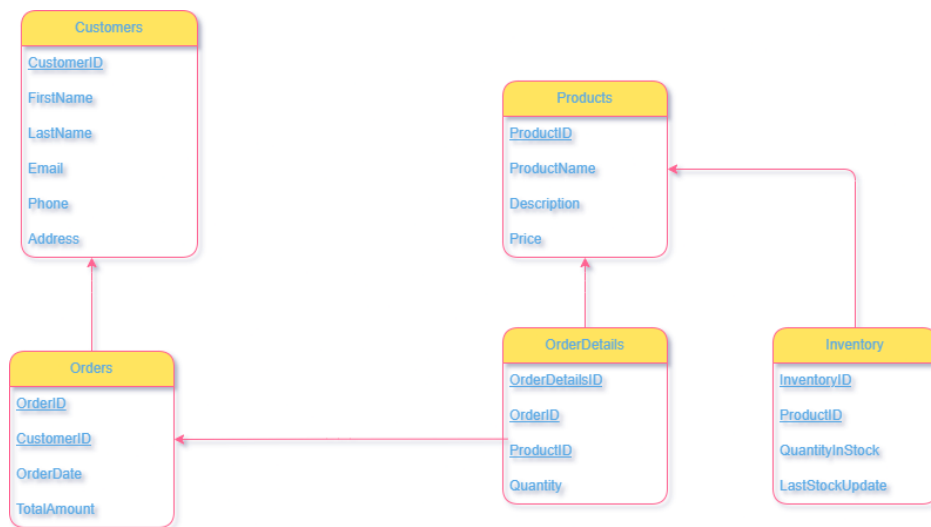 Customers
CustomerID
FirstName
LastName
Email
Phone
Address
Products
ProductID
ProductName
Description
Price
Orders
OrderID
CustomerID
OrderDate
TotalAmount
OrderDetails
OrderDetailsID
OrderID
ProductID
Quantity
Inventory
InventoryID
ProductID
QuantityInStock
LastStockUpdate